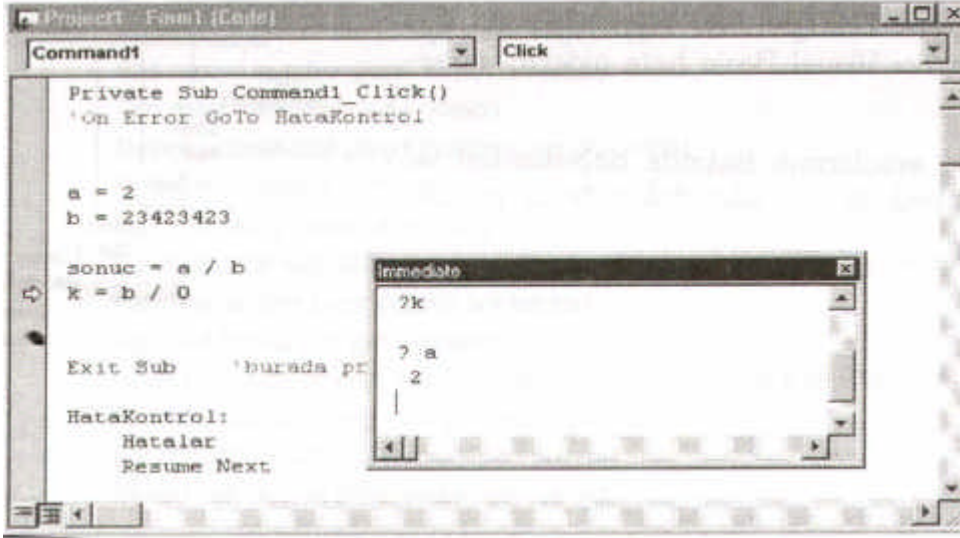 Project1 - Form1 (Code)
Command1
Click
Private Sub Command1_Click()
'On Error GoTo HataKontrol
a = 2
b = 23423423
sonuc = a / b
k = b / 0
Exit Sub 'burada pr
HataKontrol:
Hatalar
Resume Next
Immediate
?k
? a
2